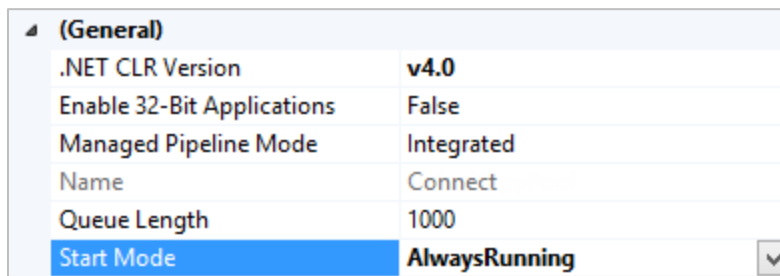 (General)
.NET CLR Version v4.0
Enable 32-Bit Applications False
Managed Pipeline Mode Integrated
Name Connect
Queue Length 1000
Start Mode AlwaysRunning